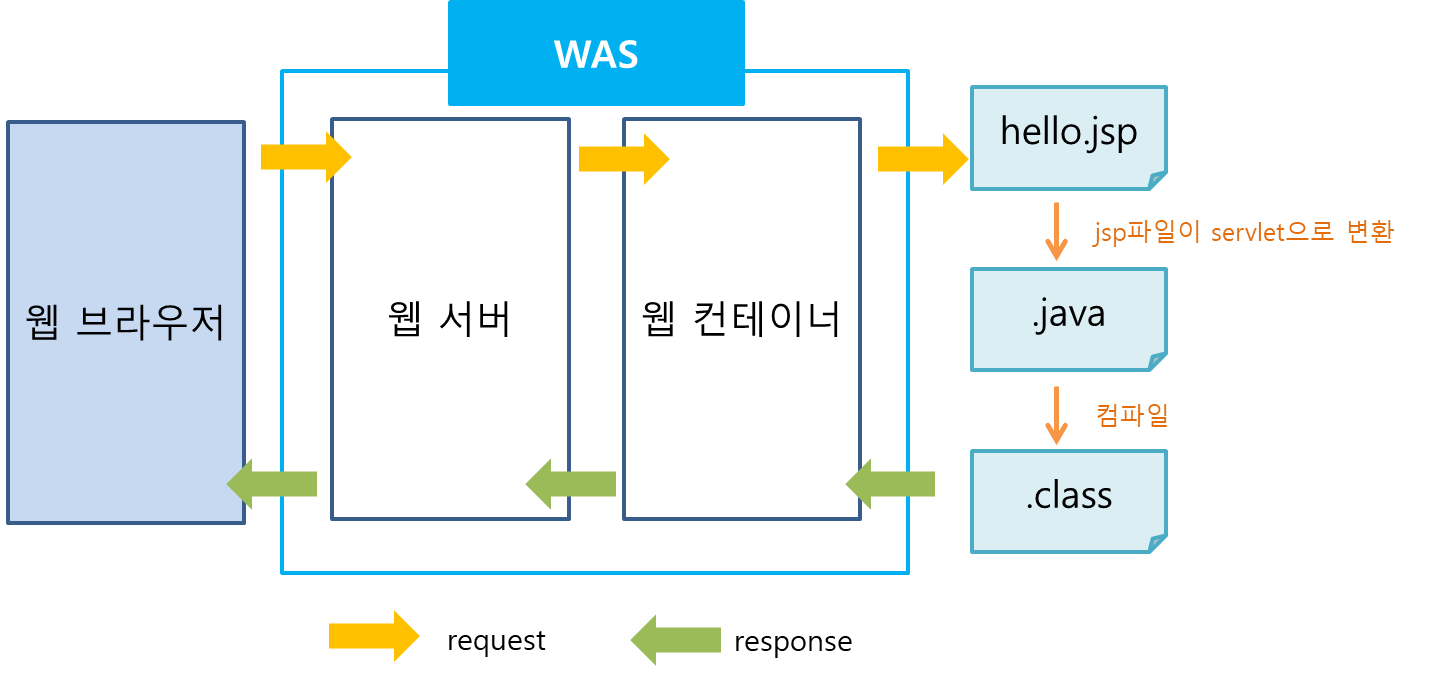 WAS
웹 브라우저
웹 서버
웹 컨테이너
hello.jsp
jsp파일이 servlet으로 변환
.java
컴파일
.class
request
response